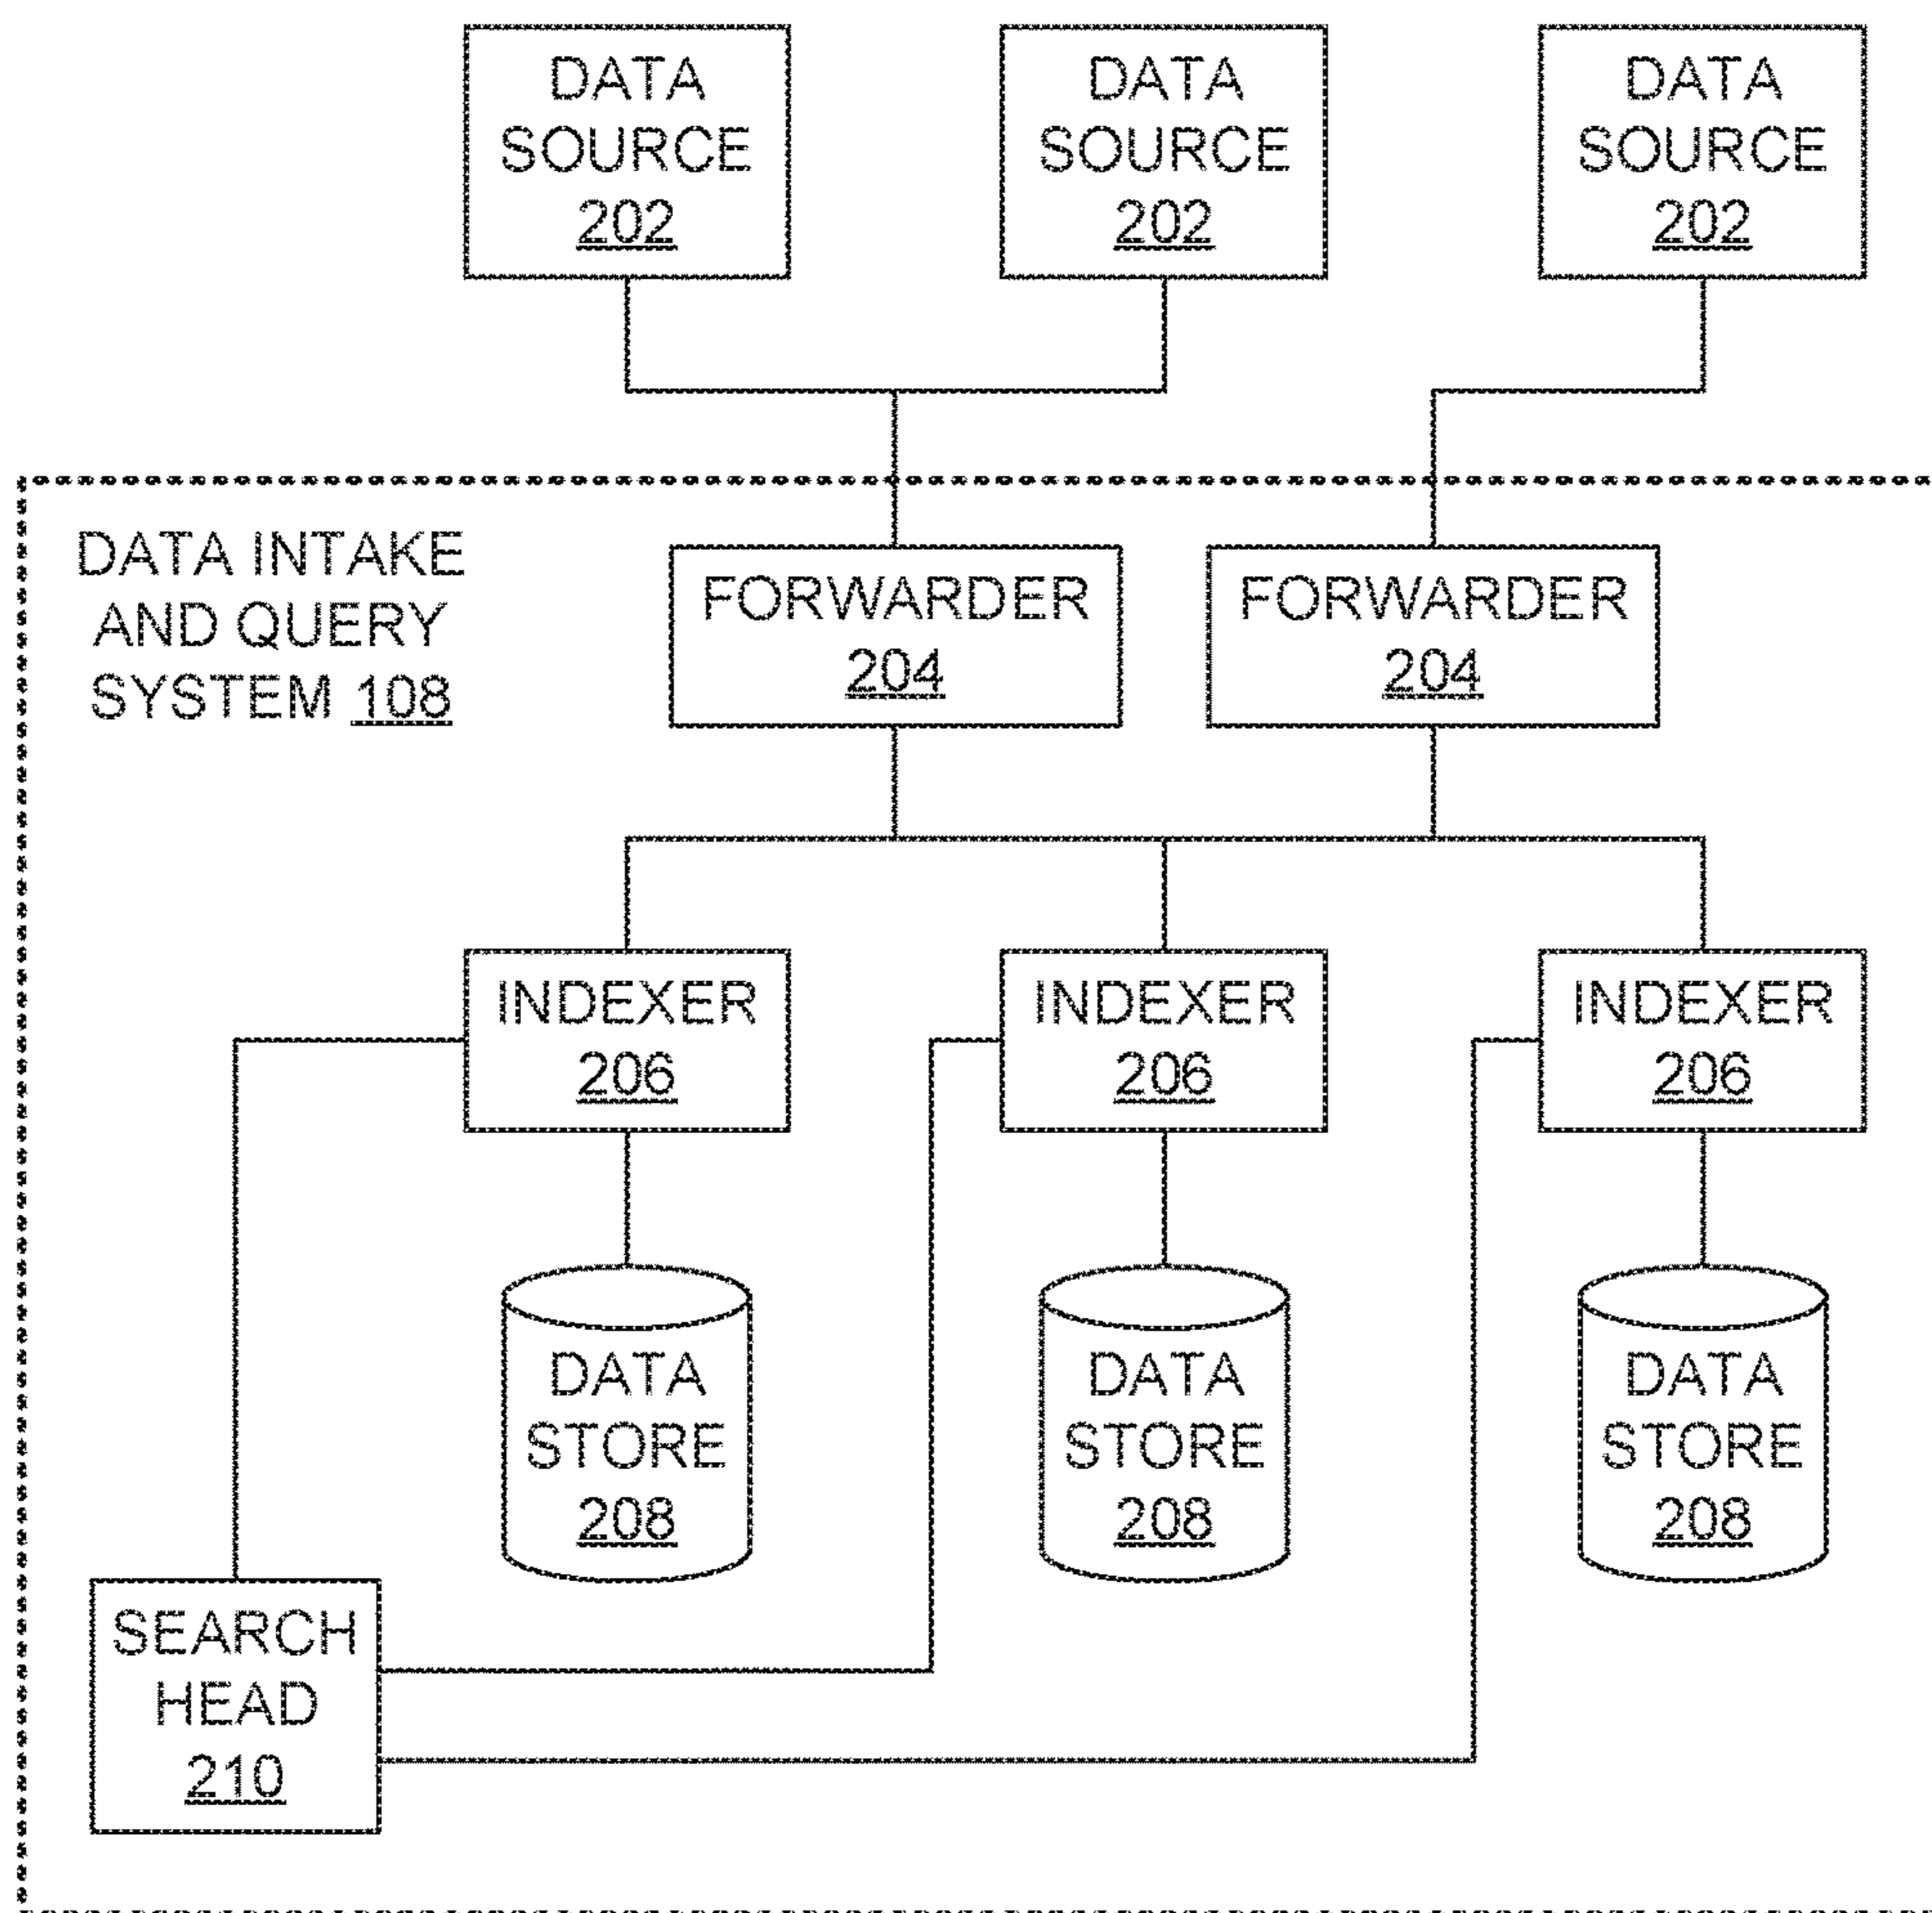 DATA
SOURCE
202
DATA
SOURCE
202
DATA
SOURCE
202
DATA INTAKE
AND QUERY
SYSTEM 108
FORWARDER
204
FORWARDER
204
INDEXER
206
INDEXER
206
INDEXER
206
DATA
STORE
208
DATA
STORE
208
DATA
STORE
208
SEARCH
HEAD
210